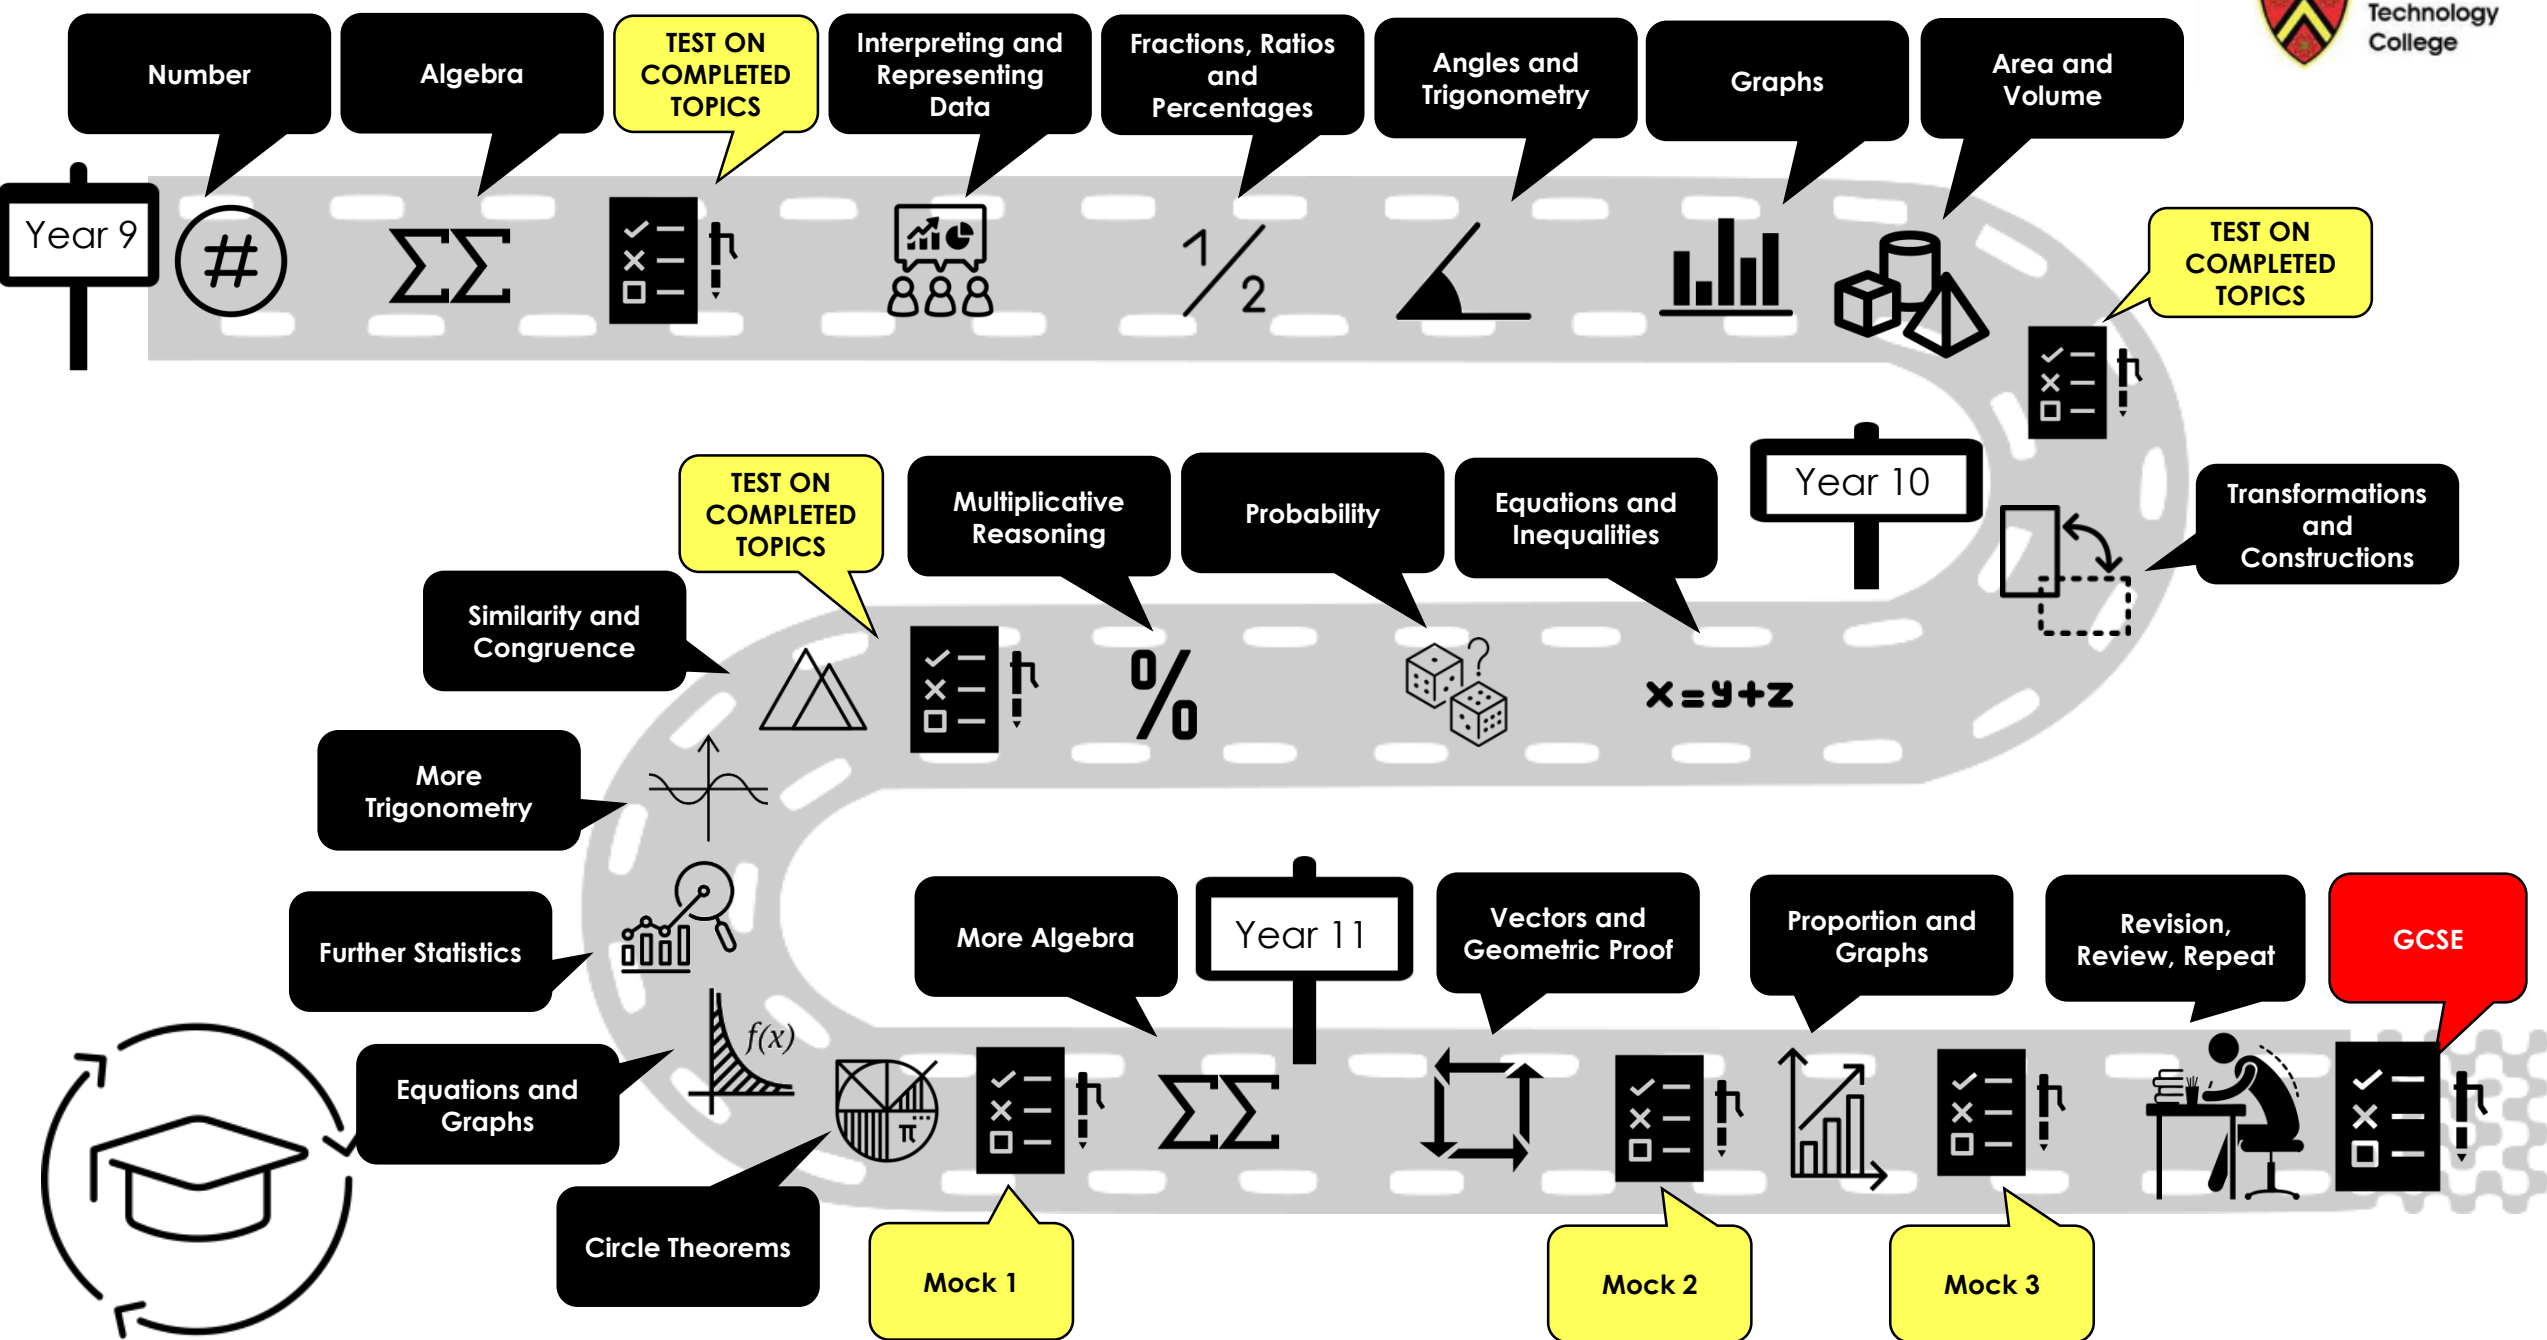 Technology
College
Number
Algebra
TEST ON
COMPLETED
TOPICS
Interpreting and
Representing
Data
Fractions, Ratios
and
Percentages
Angles and
Trigonometry
Graphs
Area and
Volume
Year 9
#
ΣΣ
1/2
TEST ON
COMPLETED
TOPICS
Year 10
Transformations
and
Constructions
Equations and
Inequalities
Probability
Multiplicative
Reasoning
TEST ON
COMPLETED
TOPICS
x=y+z
?
%
Similarity and
Congruence
More
Trigonometry
Further Statistics
Equations and
Graphs
f(x)
Circle Theorems
π
Mock 1
More Algebra
ΣΣ
Year 11
Vectors and
Geometric Proof
Mock 2
Proportion and
Graphs
Mock 3
Revision,
Review, Repeat
GCSE